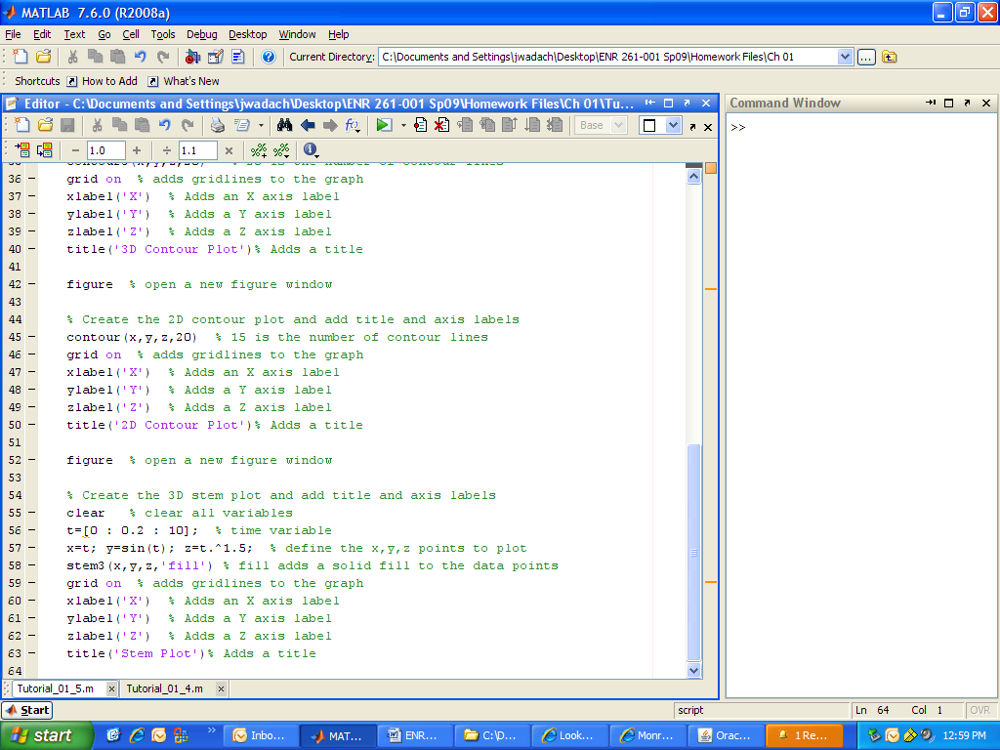 MATLAB 7.6.0 (R2008a)
File Edit Text Go Cell Tools Debug Desktop Window Help
Current Directory: C:\Documents and Settings\jwadach\Desktop\ENR 261-001 Sp09\Homework Files\Ch 01
Shortcuts How to Add What's New
Editor - C:\Documents and Settings\jwadach\Desktop\ENR 261-001 Sp09\Homework Files\Ch 01\Tu...
Base
- 1.0 + ÷ 1.1 ×
36 - grid on % adds gridlines to the graph
37 - xlabel('X') % Adds an X axis label
38 - ylabel('Y') % Adds a Y axis label
39 - zlabel('Z') % Adds a Z axis label
40 - title('3D Contour Plot')% Adds a title
41
42 - figure % open a new figure window
43
44 % Create the 2D contour plot and add title and axis labels
45 - contour(x,y,z,20) % 15 is the number of contour lines
46 - grid on % adds gridlines to the graph
47 - xlabel('X') % Adds an X axis label
48 - ylabel('Y') % Adds a Y axis label
49 - zlabel('Z') % Adds a Z axis label
50 - title('2D Contour Plot')% Adds a title
51
52 - figure % open a new figure window
53
54 % Create the 3D stem plot and add title and axis labels
55 - clear % clear all variables
56 - t=[0 : 0.2 : 10]; % time variable
57 - x=t; y=sin(t); z=t.^1.5; % define the x,y,z points to plot
58 - stem3(x,y,z,'fill') % fill adds a solid fill to the data points
59 - grid on % adds gridlines to the graph
60 - xlabel('X') % Adds an X axis label
61 - ylabel('Y') % Adds a Y axis label
62 - zlabel('Z') % Adds a Z axis label
63 - title('Stem Plot')% Adds a title
64
Tutorial_01_5.m Tutorial_01_4.m
Command Window
>>
Start
script Ln 64 Col 1 OVR
start Inbo... MAT... ENR... C:\D... Look... Monr... Orac... 1 Re... 12:59 PM